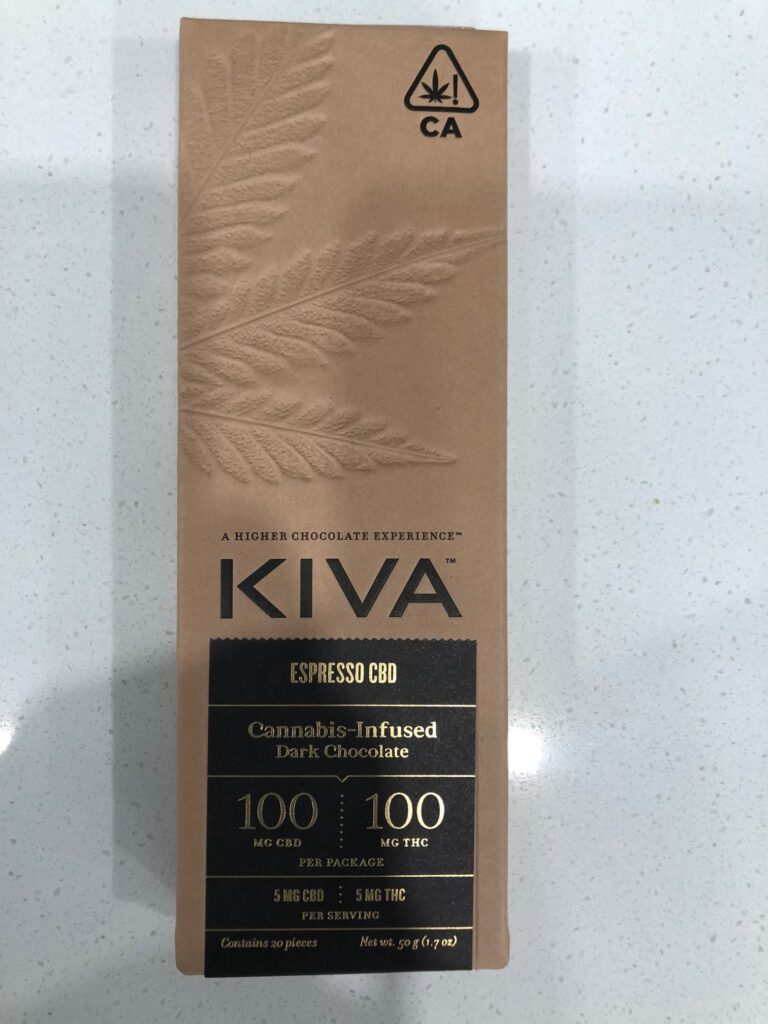 !
CA
A HIGHER CHOCOLATE EXPERIENCE™
KIVA™
ESPRESSO CBD
Cannabis-Infused
Dark Chocolate
100 100
MG CBD MG THC
PER PACKAGE
5 MG CBD 5 MG THC
PER SERVING
Contains 20 pieces Net wt. 50 g (1.7 oz)